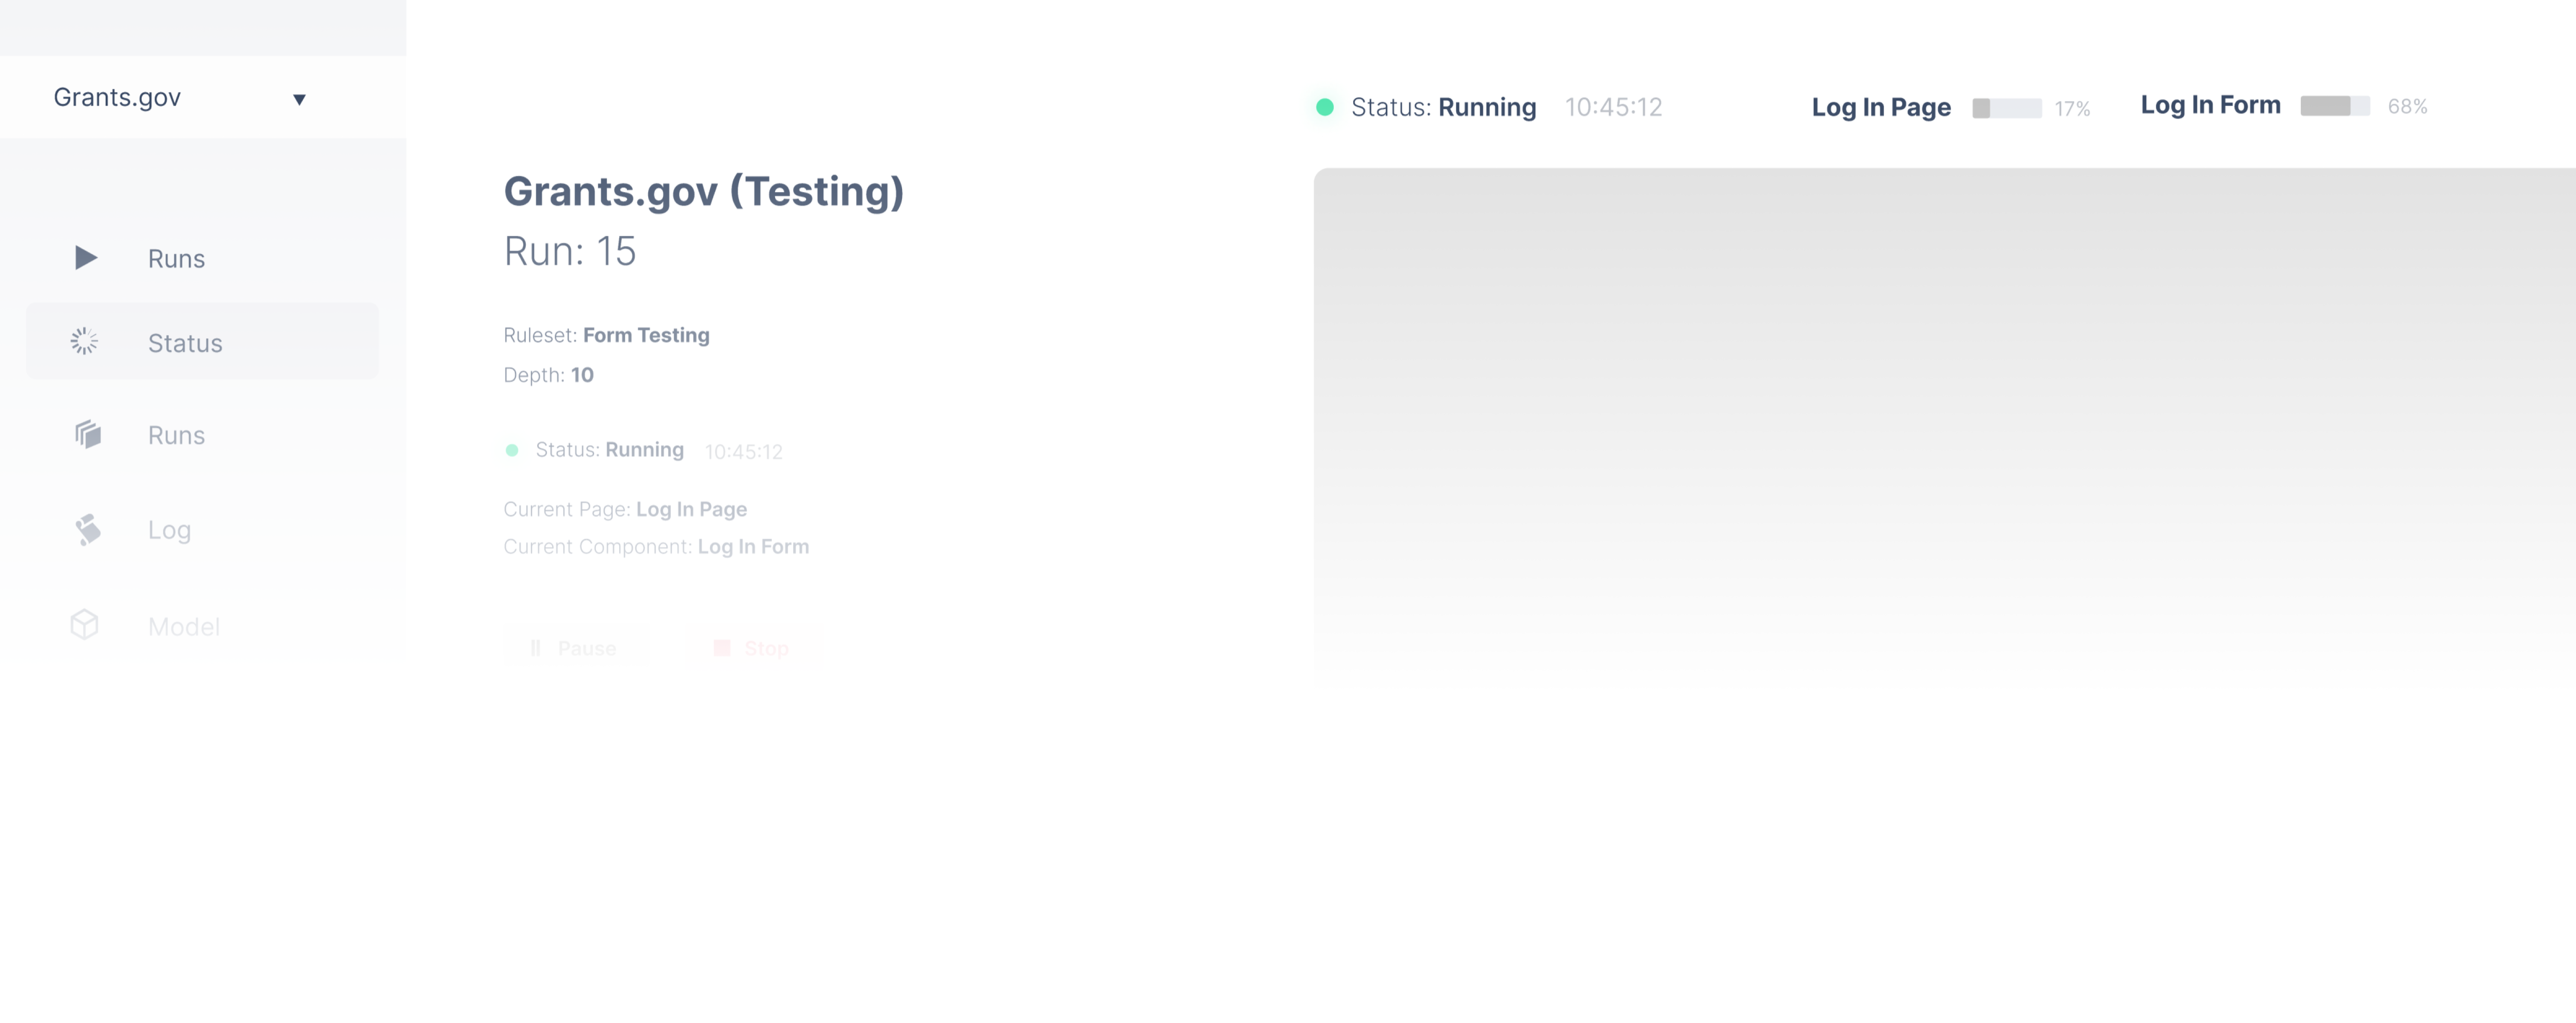 Grants.gov
Runs
Status
Runs
Log
Model
Grants.gov (Testing)
Run: 15
Ruleset: Form Testing
Depth: 10
Status: Running 10:45:12
Current Page: Log In Page
Current Component: Log In Form
Pause Stop
Status: Running 10:45:12 Log In Page 17% Log In Form 68%